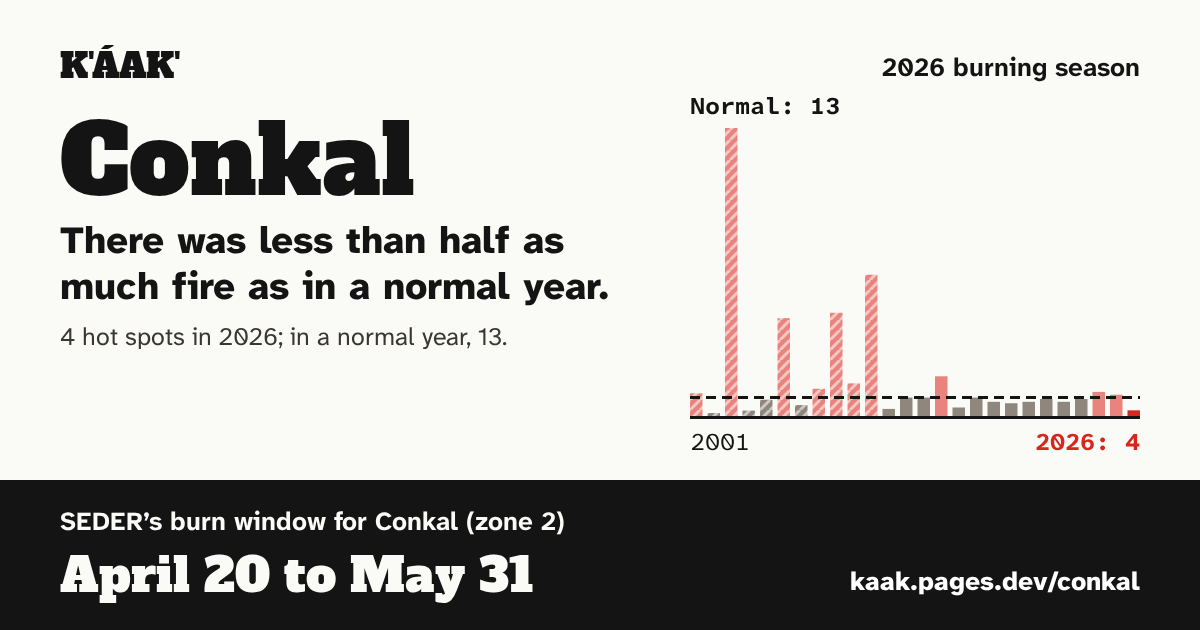 K'ÁAK'
Conkal
There was less than half as
much fire as in a normal year.
4 hot spots in 2026; in a normal year, 13.
2026 burning season
Normal: 13
2001
2026: 4
SEDER’s burn window for Conkal (zone 2)
April 20 to May 31
kaak.pages.dev/conkal